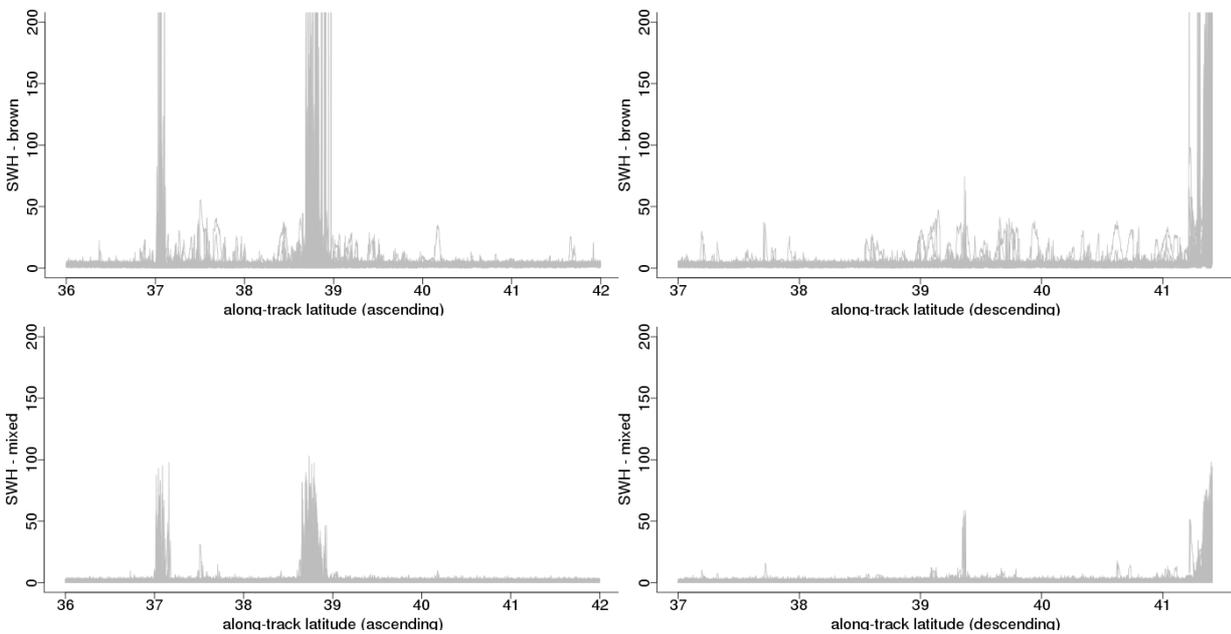 200
150
100
50
0
SWH - brown
36 37 38 39 40 41 42
along-track latitude (ascending)
200
150
100
50
0
SWH - brown
37 38 39 40 41
along-track latitude (descending)
200
150
100
50
0
SWH - mixed
36 37 38 39 40 41 42
along-track latitude (ascending)
200
150
100
50
0
SWH - mixed
37 38 39 40 41
along-track latitude (descending)